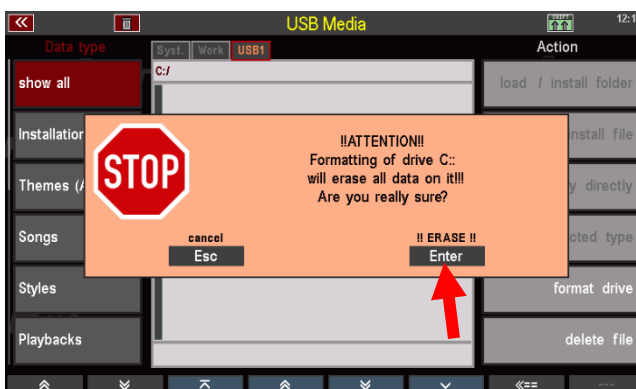 USB Media
12:1
Data type
Syst. Work USB1
Action
C:/
show all
load / install folder
Installation
install file
Themes (A
y directly
Songs
cted type
Styles
format drive
Playbacks
delete file
STOP
!!ATTENTION!!
Formatting of drive C::
will erase all data on it!!!
Are you really sure?
cancel
Esc
!! ERASE !!
Enter